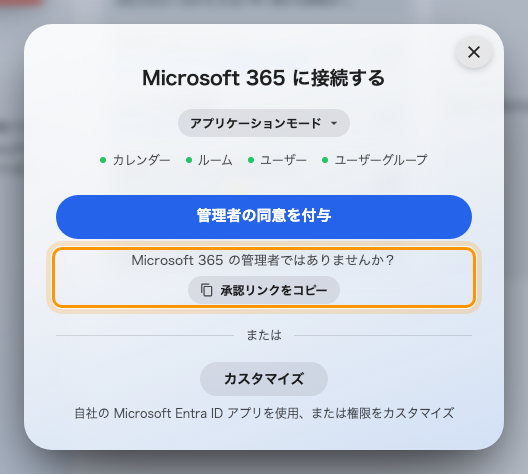 Microsoft 365 に接続する
アプリケーションモード
カレンダー ルーム ユーザー ユーザーグループ
管理者の同意を付与
Microsoft 365 の管理者ではありませんか？
承認リンクをコピー
または
カスタマイズ
自社の Microsoft Entra ID アプリを使用、または権限をカスタマイズ